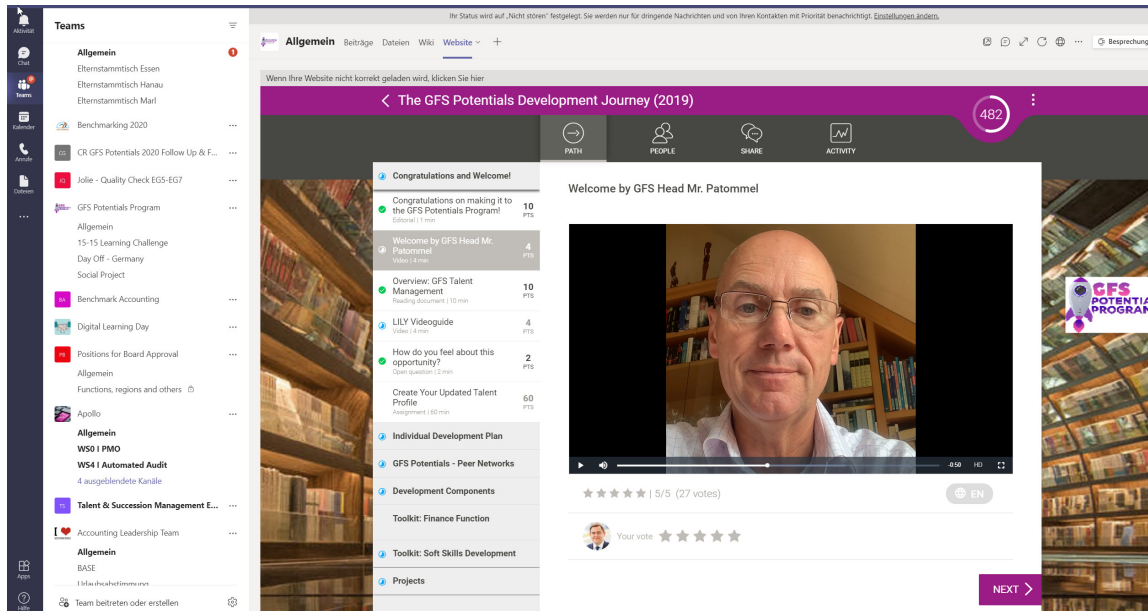 Ihr Status wird auf „Nicht stören" festgelegt. Sie werden nur für dringende Nachrichten und von Ihren Kontakten mit Priorität benachrichtigt. Einstellungen ändern.
Aktivität
Chat
Teams
Kalender
Anrufe
Dateien
Apps
Hilfe
Teams
Allgemein
1
Elternstammtisch Essen
Elternstammtisch Hanau
Elternstammtisch Marl
Benchmarking 2020
CG
CR GFS Potentials 2020 Follow Up & F...
JQ
Jolie - Quality Check EG5-EG7
GFS Potentials Program
Allgemein
15-15 Learning Challenge
Day Off - Germany
Social Project
BA
Benchmark Accounting
Digital Learning Day
PB
Positions for Board Approval
Allgemein
Functions, regions and others
Apollo
Allgemein
WS0 I PMO
WS4 I Automated Audit
4 ausgeblendete Kanäle
TS
Talent & Succession Management E...
I
Accounting Leadership Team
Allgemein
BASE
Urlaubsabstimmung
Team beitreten oder erstellen
Allgemein Beiträge Dateien Wiki Website
Besprechung
Wenn Ihre Website nicht korrekt geladen wird, klicken Sie hier
The GFS Potentials Development Journey (2019)
482
PATH
PEOPLE
SHARE
ACTIVITY
Congratulations and Welcome!
Congratulations on making it to
the GFS Potentials Program!
Editorial | 1 min
10
PTS
Welcome by GFS Head Mr.
Patommel
Video | 4 min
4
PTS
Overview: GFS Talent
Management
Reading document | 10 min
10
PTS
LILY Videoguide
Video | 4 min
4
PTS
How do you feel about this
opportunity?
Open question | 2 min
2
PTS
Create Your Updated Talent
Profile
Assignment | 60 min
60
PTS
Individual Development Plan
GFS Potentials - Peer Networks
Development Components
Toolkit: Finance Function
Toolkit: Soft Skills Development
Projects
Welcome by GFS Head Mr. Patommel
-0:50 HD
| 5/5 (27 votes)
EN
Your vote
NEXT
GFS
POTENTIA
PROGRAM